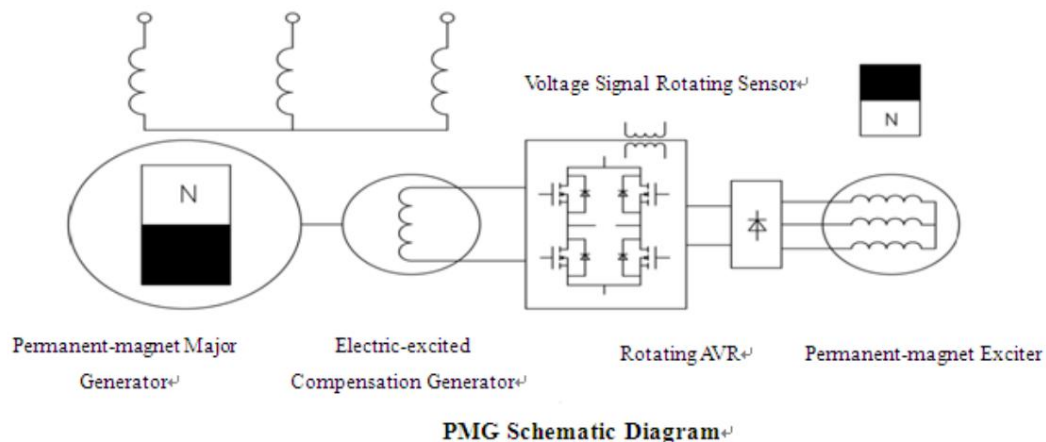 Voltage Signal Rotating Sensor↵
N
N
Permanent-magnet Major
Generator↵
Electric-excited
Compensation Generator↵
Rotating AVR↵
Permanent-magnet Exciter
PMG Schematic Diagram↵